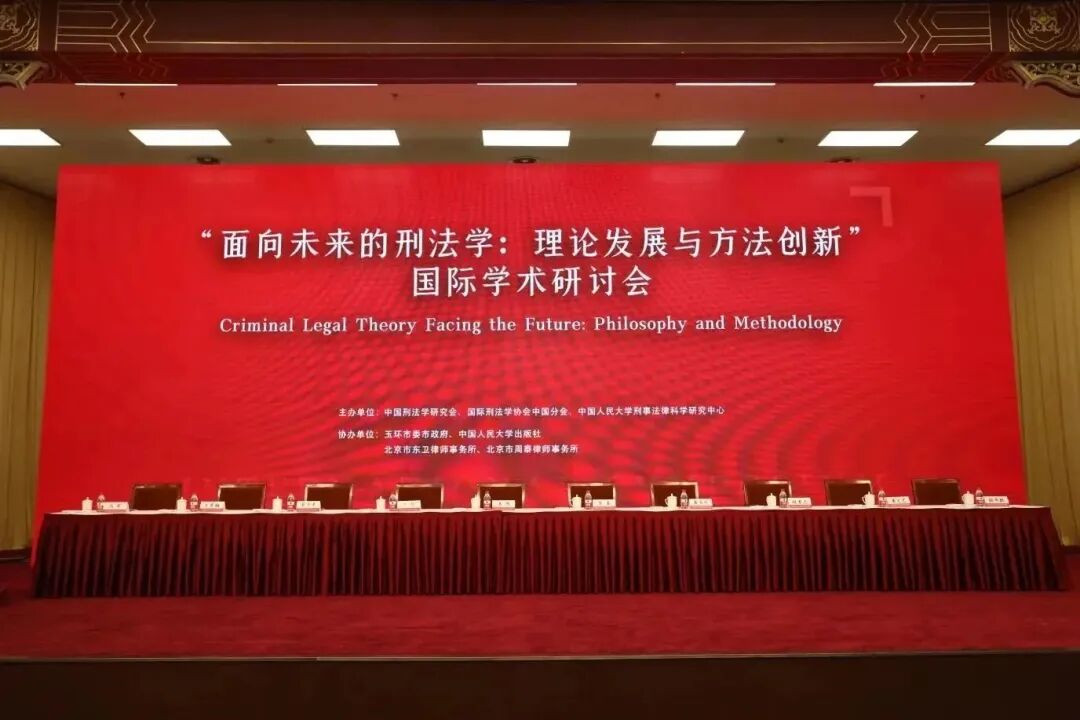 “面向未来的刑法学：理论发展与方法创新”
国际学术研讨会
Criminal Legal Theory Facing the Future: Philosophy and Methodology
主办单位：中国刑法学研究会、国际刑法学协会中国分会、中国人民大学刑事法律科学研究中心
协办单位：玉环市委市政府、中国人民大学出版社
北京市东卫律师事务所、北京市周泰律师事务所